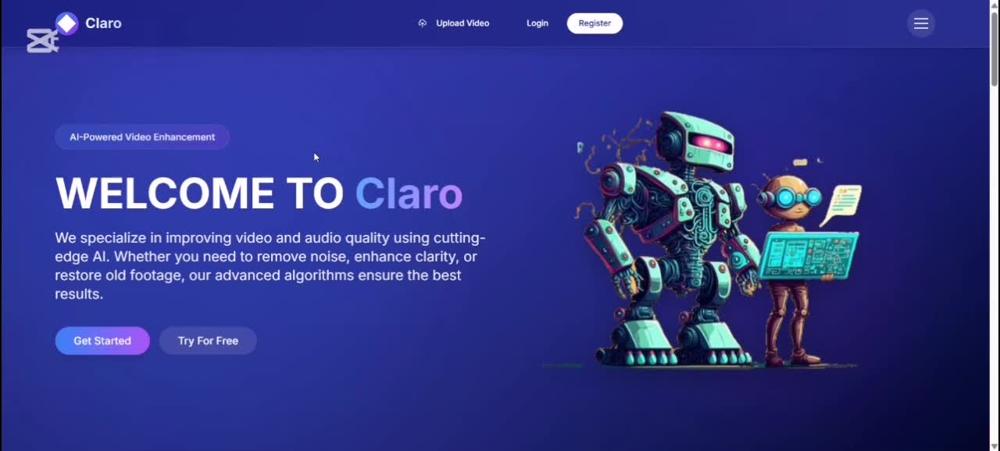 Claro
Upload Video
Login
Register
AI-Powered Video Enhancement
WELCOME TO Claro
We specialize in improving video and audio quality using cutting-
edge AI. Whether you need to remove noise, enhance clarity, or
restore old footage, our advanced algorithms ensure the best
results.
Get Started
Try For Free